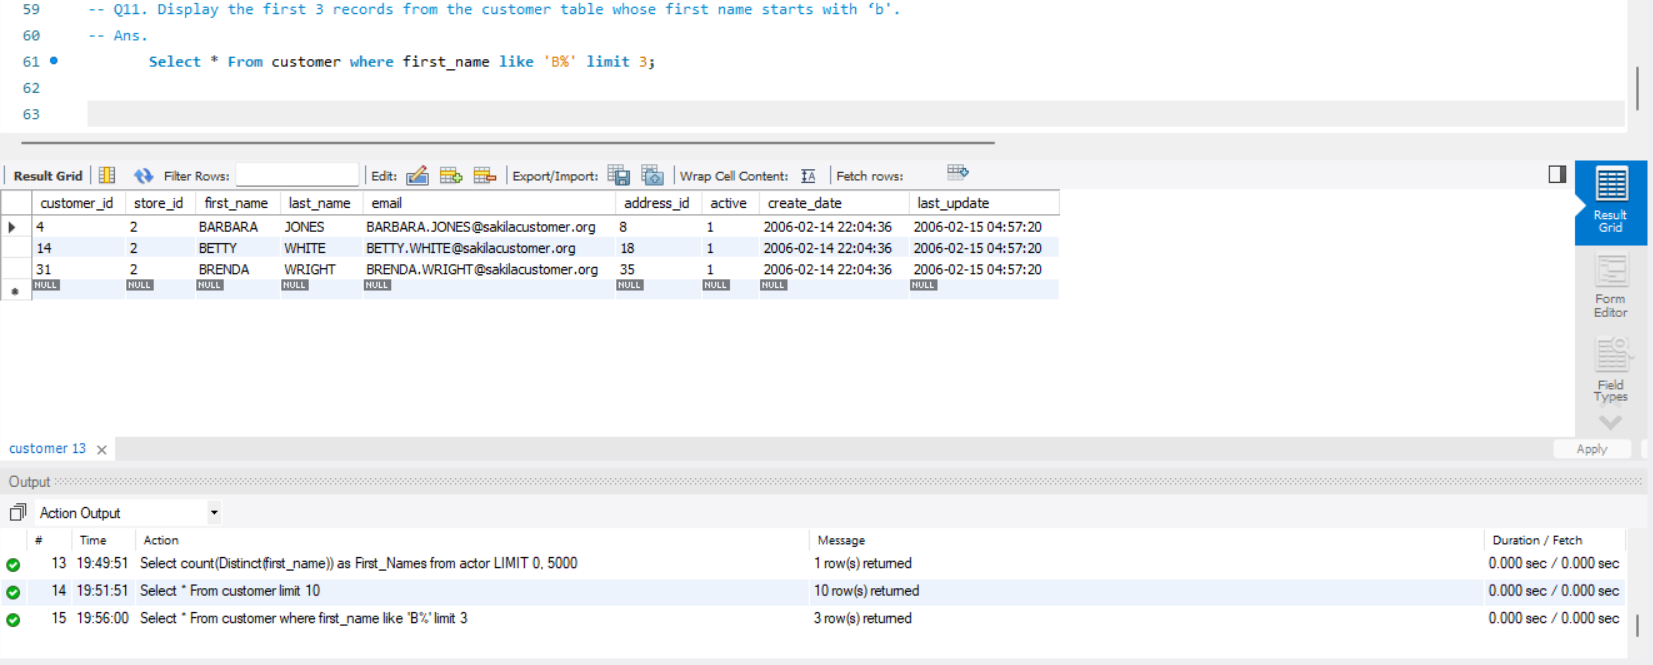 59 -- Q11. Display the first 3 records from the customer table whose first name starts with ‘b'.
60 -- Ans.
61 Select * From customer where first_name like 'B%' limit 3;
62
63
Result Grid Filter Rows: Edit: Export/Import: Wrap Cell Content: Fetch rows:
customer_id store_id first_name last_name email address_id active create_date last_update
4 2 BARBARA JONES BARBARA.JONES@sakilacustomer.org 8 1 2006-02-14 22:04:36 2006-02-15 04:57:20
14 2 BETTY WHITE BETTY.WHITE@sakilacustomer.org 18 1 2006-02-14 22:04:36 2006-02-15 04:57:20
31 2 BRENDA WRIGHT BRENDA.WRIGHT@sakilacustomer.org 35 1 2006-02-14 22:04:36 2006-02-15 04:57:20
NULL NULL NULL NULL NULL NULL NULL NULL NULL
Result
Grid
Form
Editor
Field
Types
customer 13
Apply
Output
Action Output
# Time Action Message Duration / Fetch
13 19:49:51 Select count(Distinct(first_name)) as First_Names from actor LIMIT 0, 5000 1 row(s) returned 0.000 sec / 0.000 sec
14 19:51:51 Select * From customer limit 10 10 row(s) returned 0.000 sec / 0.000 sec
15 19:56:00 Select * From customer where first_name like 'B%' limit 3 3 row(s) returned 0.000 sec / 0.000 sec